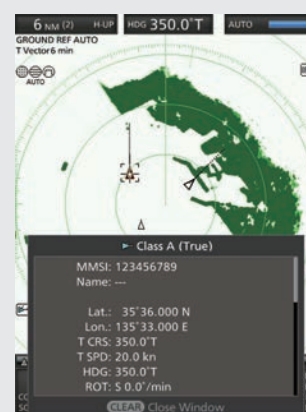 6 NM (2) H-UP HDG 350.0°T AUTO
GROUND REF AUTO
T Vector6 min
AUTO
Class A (True)
MMSI: 123456789
Name: ---
Lat.: 35°36.000 N
Lon.: 135°33.000 E
T CRS: 350.0°T
T SPD: 20.0 kn
HDG: 350.0°T
ROT: S 0.0°/min
CLEAR Close Window